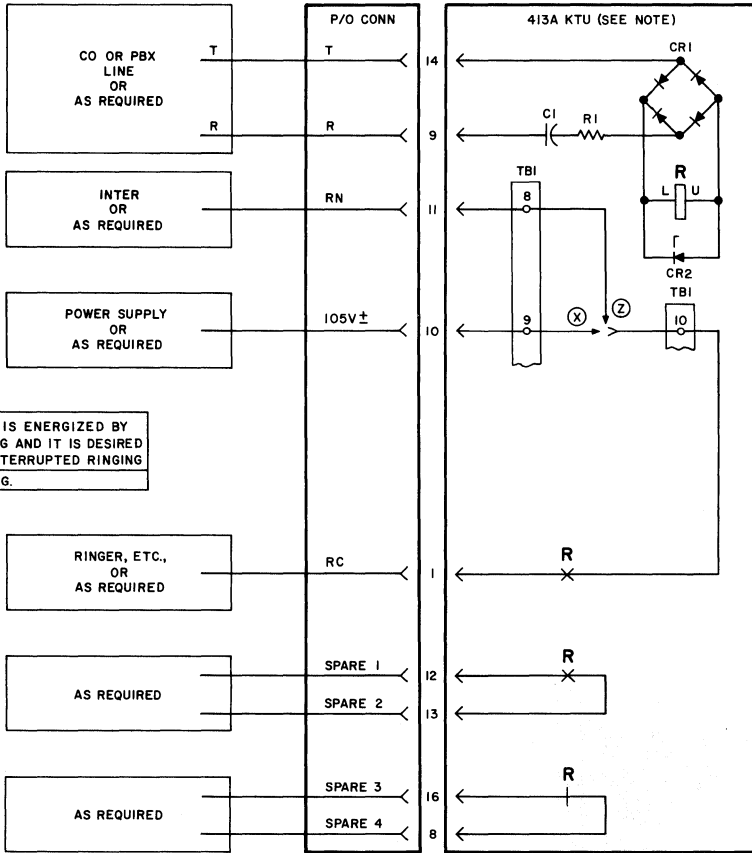 P/O CONN
413A KTU (SEE NOTE)
CO OR PBX
LINE
OR
AS REQUIRED
T
T
14
CR1
R
R
9
C1
R1
INTER
OR
AS REQUIRED
RN
11
TB1
8
R
L
U
CR2
POWER SUPPLY
OR
AS REQUIRED
105V±
10
9
X
Z
TB1
10
IS ENERGIZED BY
G AND IT IS DESIRED
TERRUPTED RINGING
G.
RINGER, ETC.,
OR
AS REQUIRED
RC
1
R
AS REQUIRED
SPARE 1
12
R
SPARE 2
13
AS REQUIRED
SPARE 3
16
R
SPARE 4
8